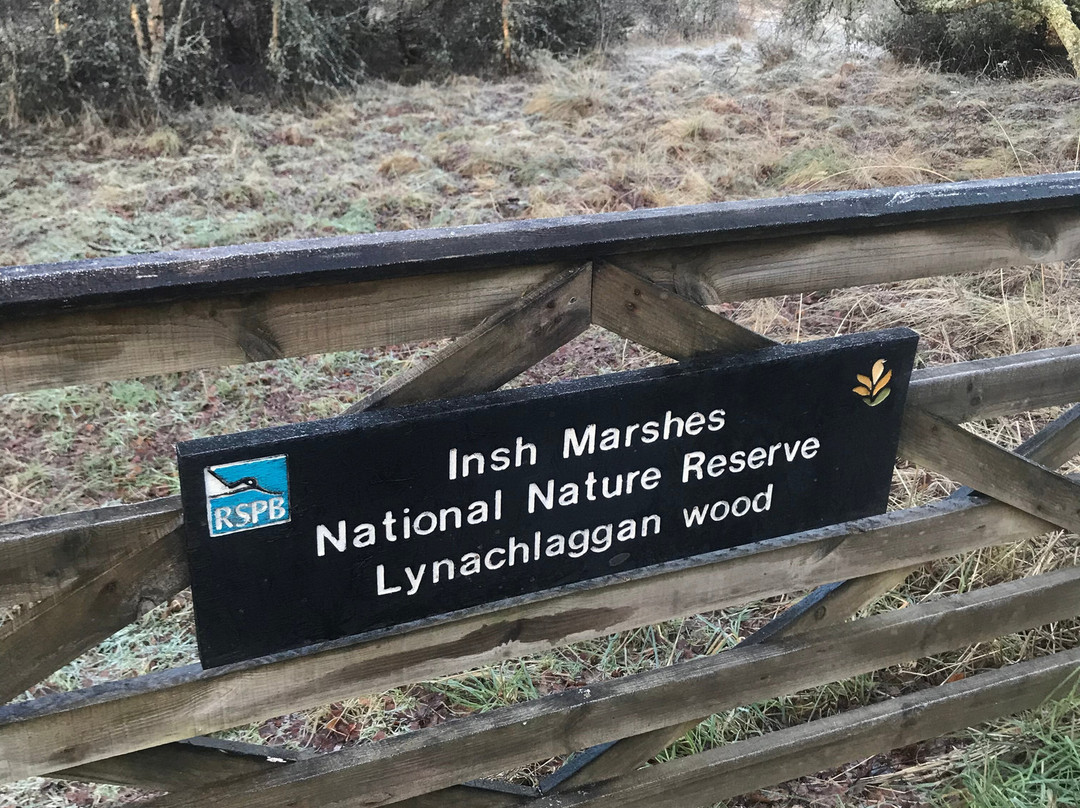 RSPB
Insh Marshes
National Nature Reserve
Lynachlaggan wood